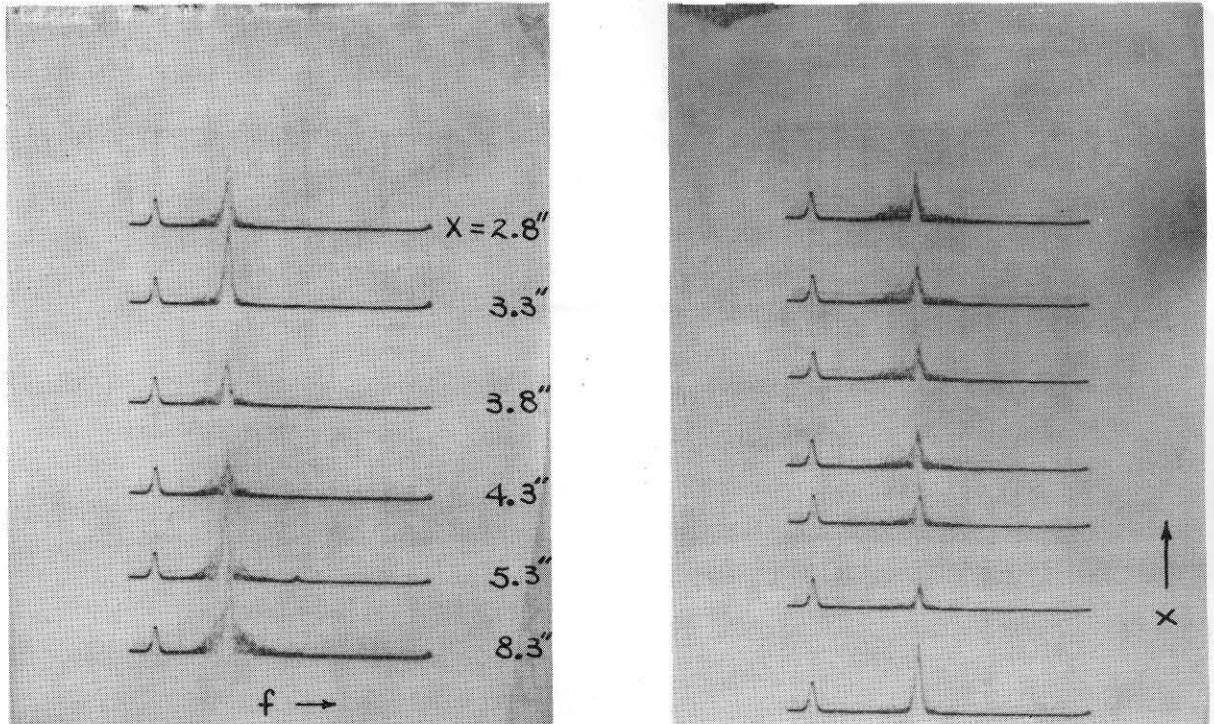 X = 2.8"
3.3"
3.8"
4.3"
5.3"
8.3"
f →
↑
x